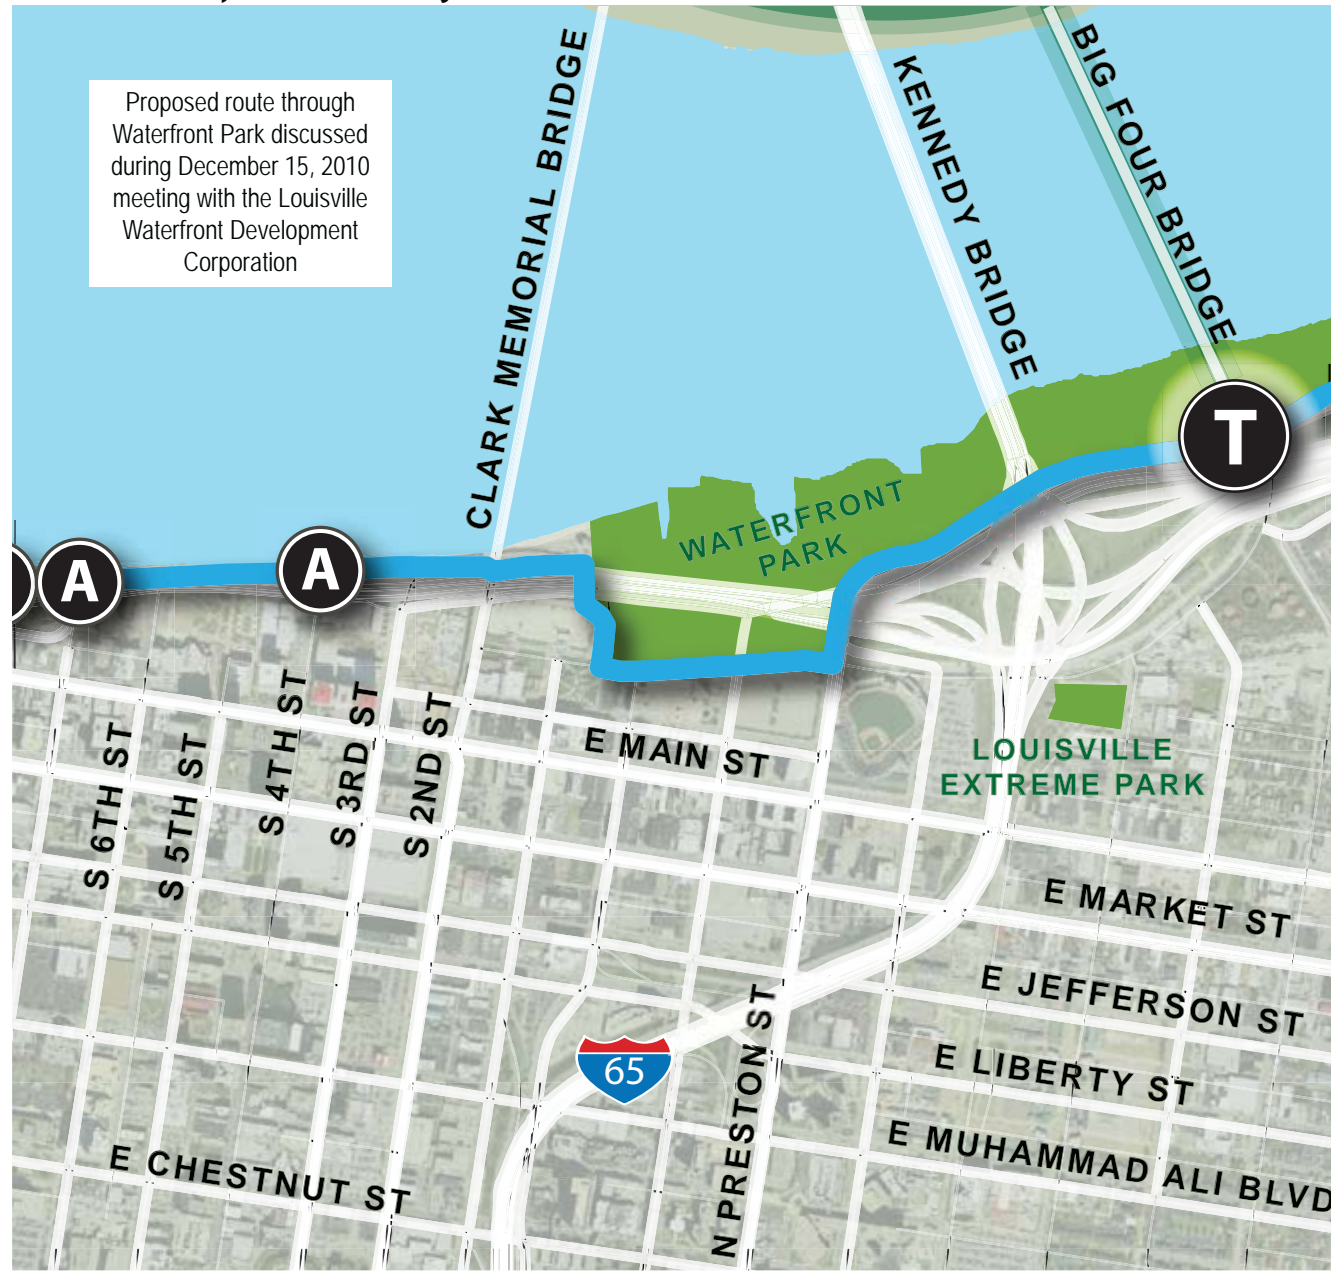 Proposed route through
Waterfront Park discussed
during December 15, 2010
meeting with the Louisville
Waterfront Development
Corporation
CLARK MEMORIAL BRIDGE
KENNEDY BRIDGE
BIG FOUR BRIDGE
T
WATERFRONT
PARK
A
A
E MAIN ST
LOUISVILLE
EXTREME PARK
S 6TH ST
S 5TH ST
S 4TH ST
S 3RD ST
S 2ND ST
E MARKET ST
E JEFFERSON ST
65
E LIBERTY ST
N PRESTON ST
E MUHAMMAD ALI BLVD
E CHESTNUT ST